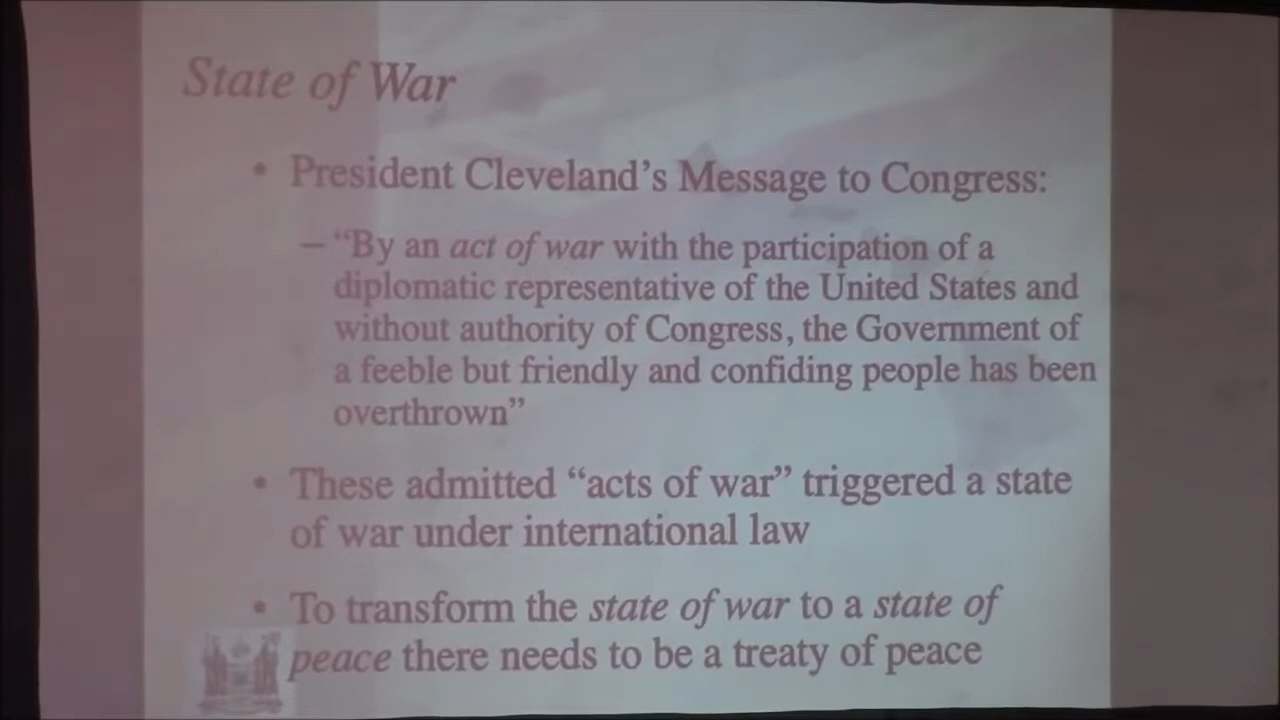 State of War
• President Cleveland's Message to Congress:
– “By an act of war with the participation of a
diplomatic representative of the United States and
without authority of Congress, the Government of
a feeble but friendly and confiding people has been
overthrown”
• These admitted “acts of war” triggered a state
of war under international law
• To transform the state of war to a state of
peace there needs to be a treaty of peace